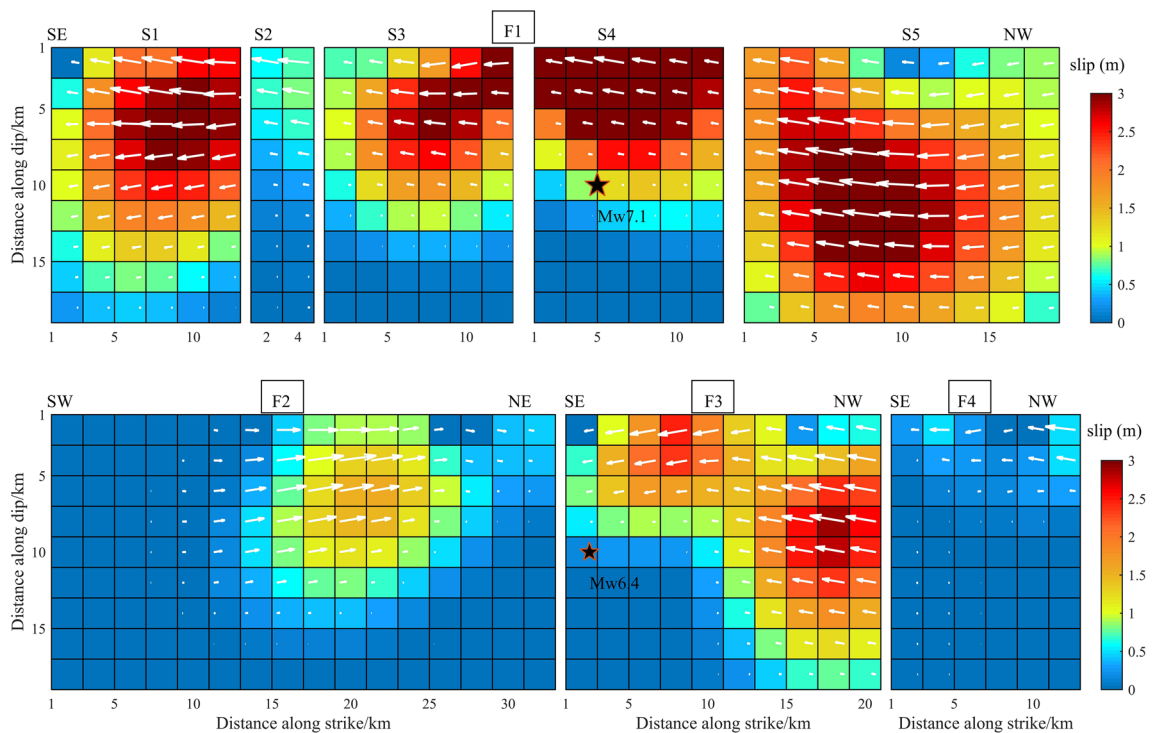 SE S1 S2 S3 F1 S4 S5 NW
slip (m)
1
5
10
15
Distance along dip/km
Mw7.1
3
2.5
2
1.5
1
0.5
0
1 5 10 2 4 1 5 10 1 5 10 1 5 10 15
SW F2 NE SE F3 NW SE F4 NW
slip (m)
1
5
10
15
Distance along dip/km
Mw6.4
3
2.5
2
1.5
1
0.5
0
1 5 10 15 20 25 30 1 5 10 15 20 1 5 10
Distance along strike/km Distance along strike/km